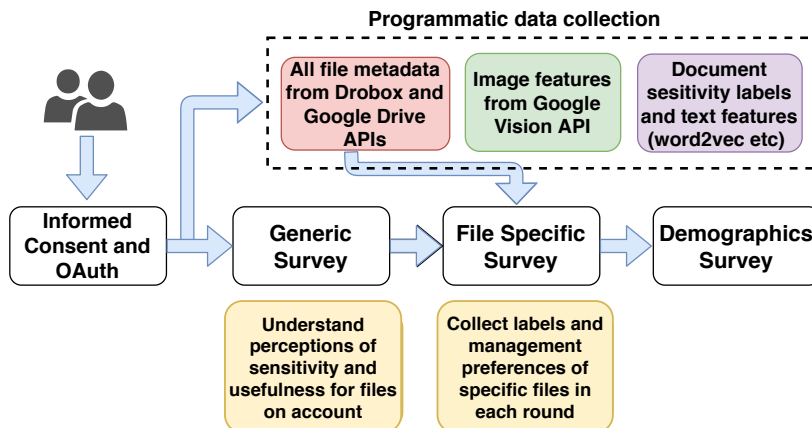 Programmatic data collection
All file metadata
from Drobox and
Google Drive
APIs
Image features
from Google
Vision API
Document
sesitivity labels
and text features
(word2vec etc)
Informed
Consent and
OAuth
Generic
Survey
File Specific
Survey
Demographics
Survey
Understand
perceptions of
sensitivity and
usefulness for files
on account
Collect labels and
management
preferences of
specific files in
each round